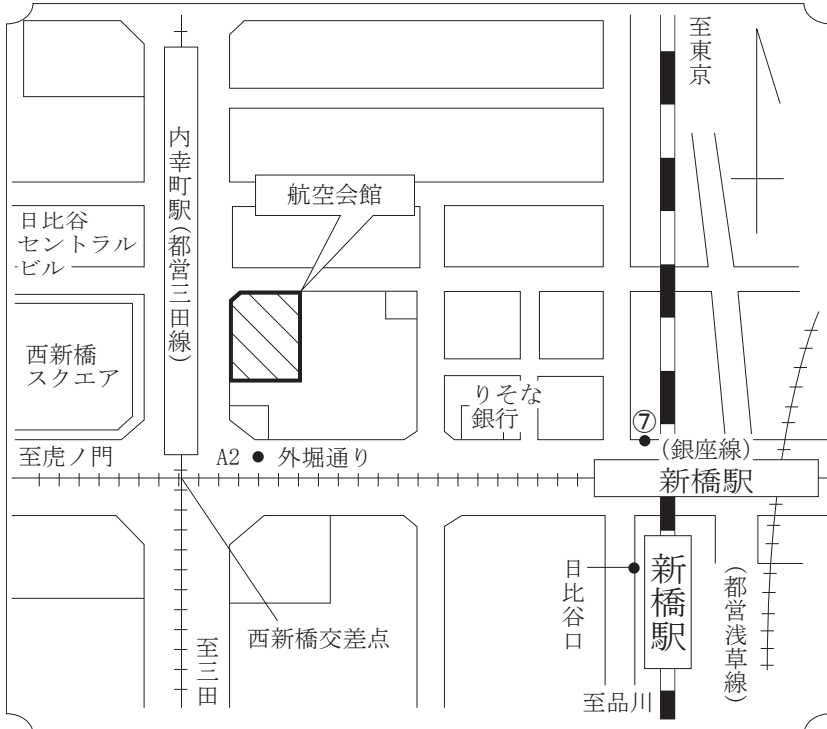 至東京
内幸町駅(都営三田線)
航空会館
日比谷
セントラル
ビル
西新橋
スクエア
りそな
銀行
⑦
(銀座線)
新橋駅
至虎ノ門
A2
外堀通り
日比谷口
新橋駅
(都営浅草線)
西新橋交差点
至三田
至品川